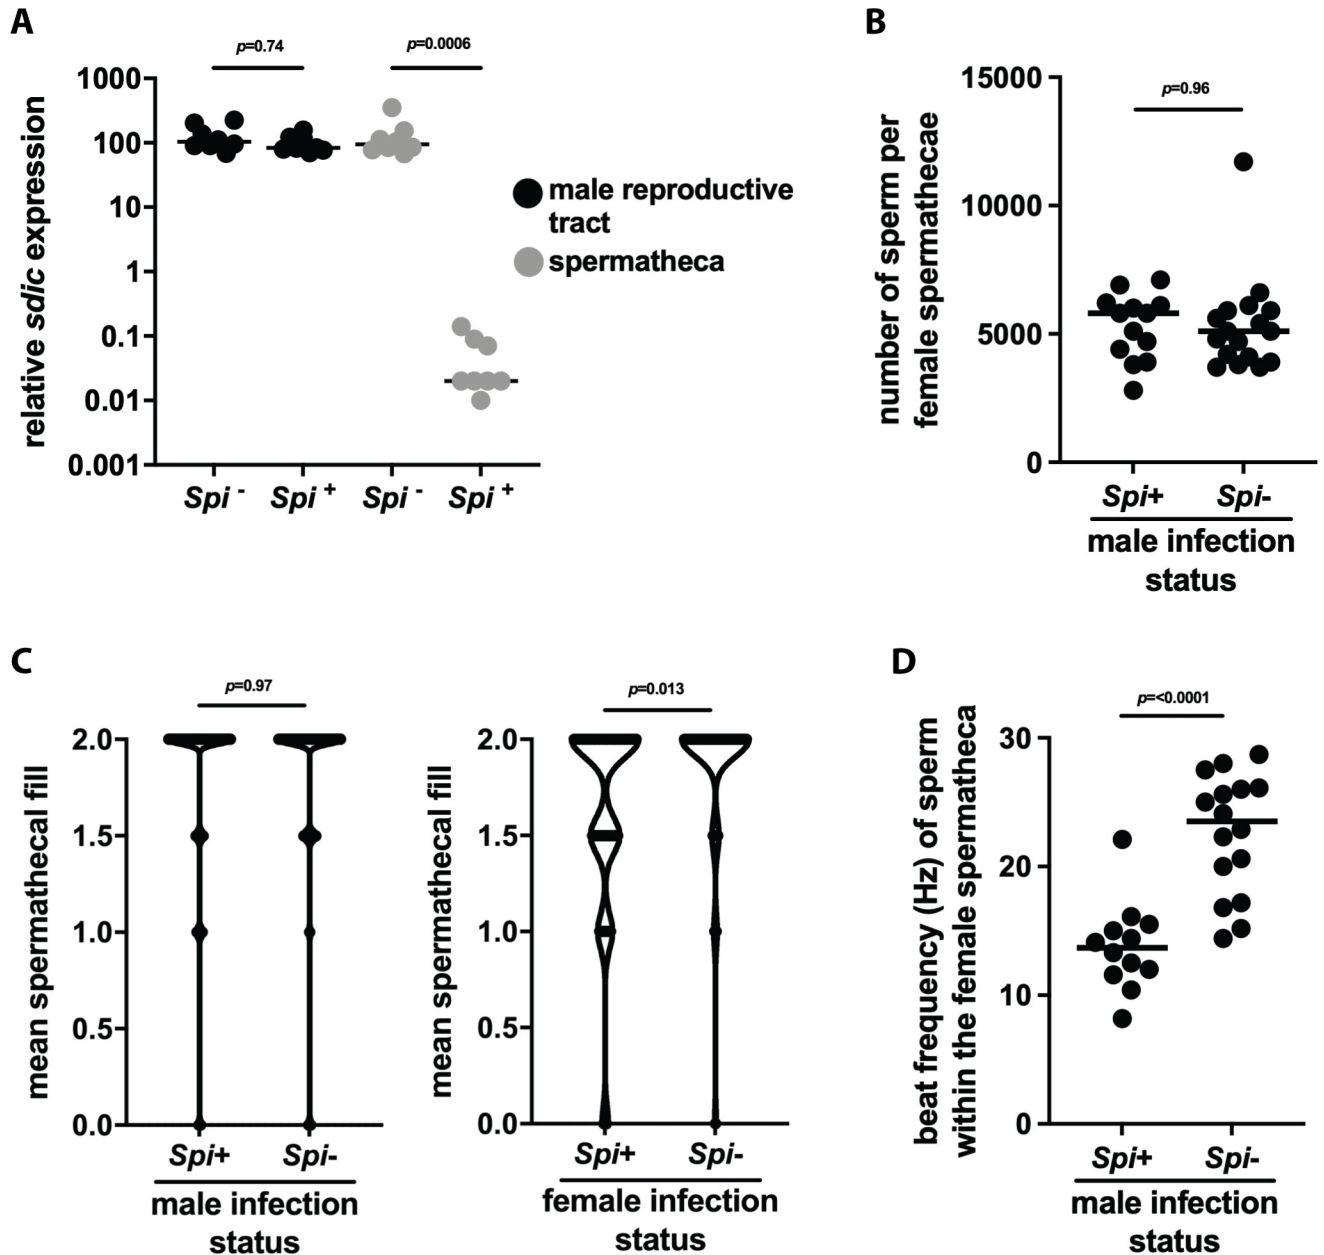 A
p=0.74
p=0.0006
1000
100
10
1
0.1
0.01
0.001
relative sdic expression
Spi -
Spi +
Spi -
Spi +
male reproductive
tract
spermatheca
B
p=0.96
15000
10000
5000
0
number of sperm per
female spermathecae
Spi+
Spi-
male infection
status
C
p=0.97
2.0
1.5
1.0
0.5
0.0
mean spermathecal fill
Spi+
Spi-
male infection
status
p=0.013
2.0
1.5
1.0
0.5
0.0
mean spermathecal fill
Spi+
Spi-
female infection
status
D
p=<0.0001
30
20
10
0
beat frequency (Hz) of sperm
within the female spermatheca
Spi+
Spi-
male infection
status